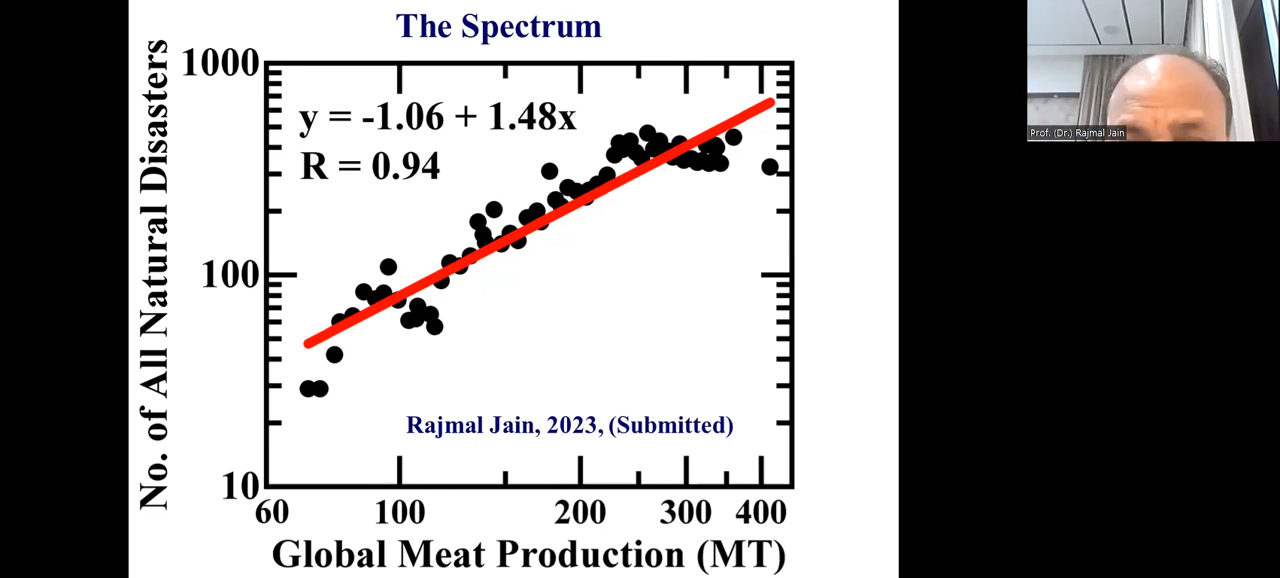 The Spectrum
No. of All Natural Disasters
1000
100
10
y = -1.06 + 1.48x
R = 0.94
Rajmal Jain, 2023, (Submitted)
60 100 200 300 400
Global Meat Production (MT)
Prof. (Dr.) Rajmal Jain